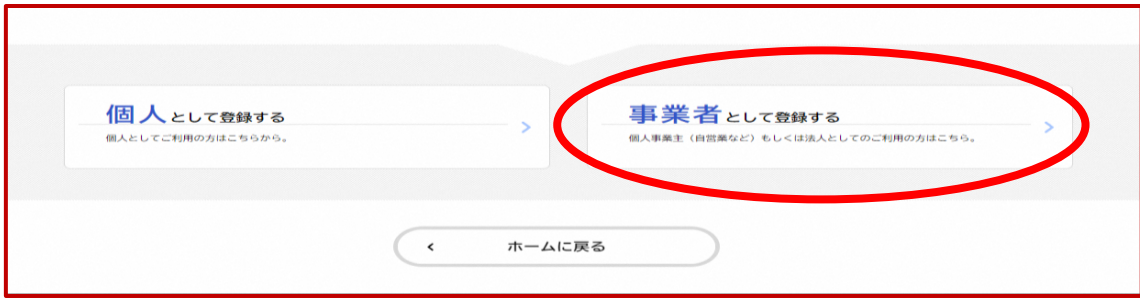 個人として登録する
個人としてご利用の方はこちらから。
事業者として登録する
個人事業主（自営業など）もしくは法人としてのご利用の方はこちら。
ホームに戻る